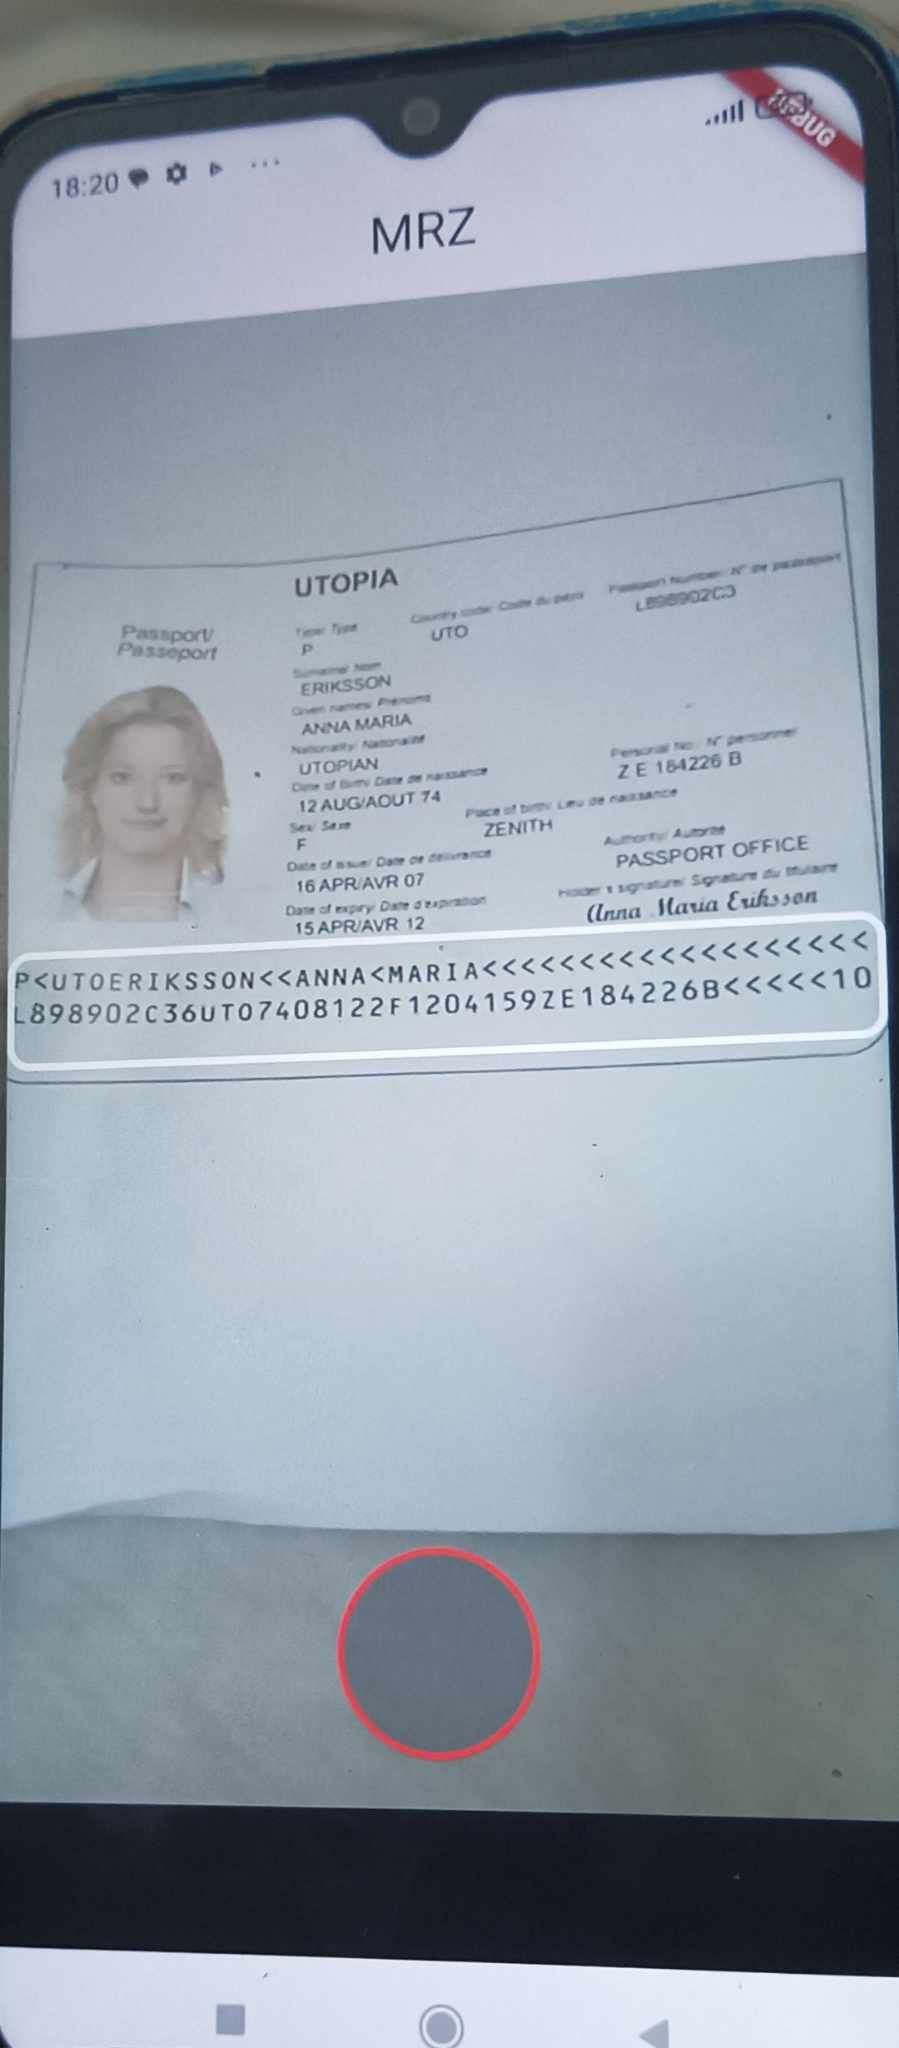 18:20
DEBUG
MRZ
UTOPIA
Passport/
Passeport
Type/ Type
Country code/ Code du pays
Passport Number/ N° de passeport
P
UTO
L898902C3
Surname/ Nom
ERIKSSON
Given names/ Prénoms
ANNA MARIA
Nationality/ Nationalité
UTOPIAN
Personal No./ N° personnel
Z E 184226 B
Date of Birth/ Date de naissance
12 AUG/AOUT 74
Sex/ Sexe
F
Place of birth/ Lieu de naissance
ZENITH
Date of issue/ Date de délivrance
16 APR/AVR 07
Authority/ Autorité
PASSPORT OFFICE
Date of expiry/ Date d'expiration
15 APR/AVR 12
Holder's signature/ Signature du titulaire
Anna Maria Eriksson
P<UTOERIKSSON<<ANNA<MARIA<<<<<<<<<<<<<<<<<<<
L898902C36UTO7408122F1204159ZE184226B<<<<<10